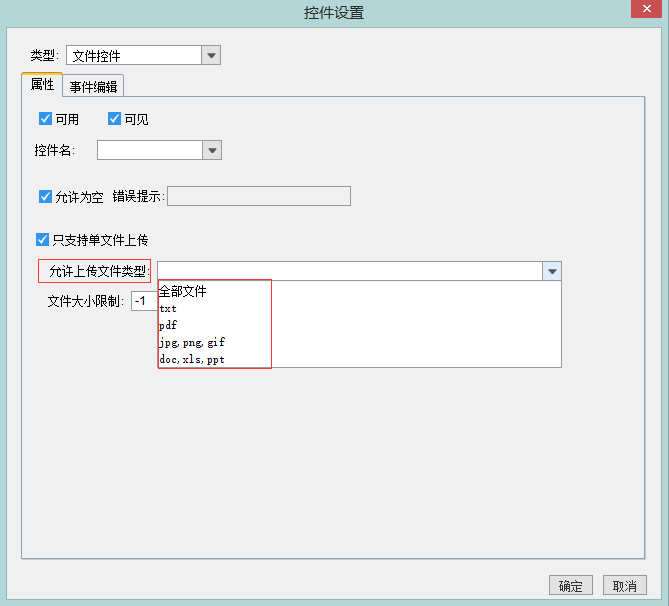 控件设置
类型: 文件控件
属性 事件编辑
可用 可见
控件名:
允许为空 错误提示:
只支持单文件上传
允许上传文件类型:
全部文件
文件大小限制: -1
txt
pdf
jpg,png,gif
doc,xls,ppt
确定 取消